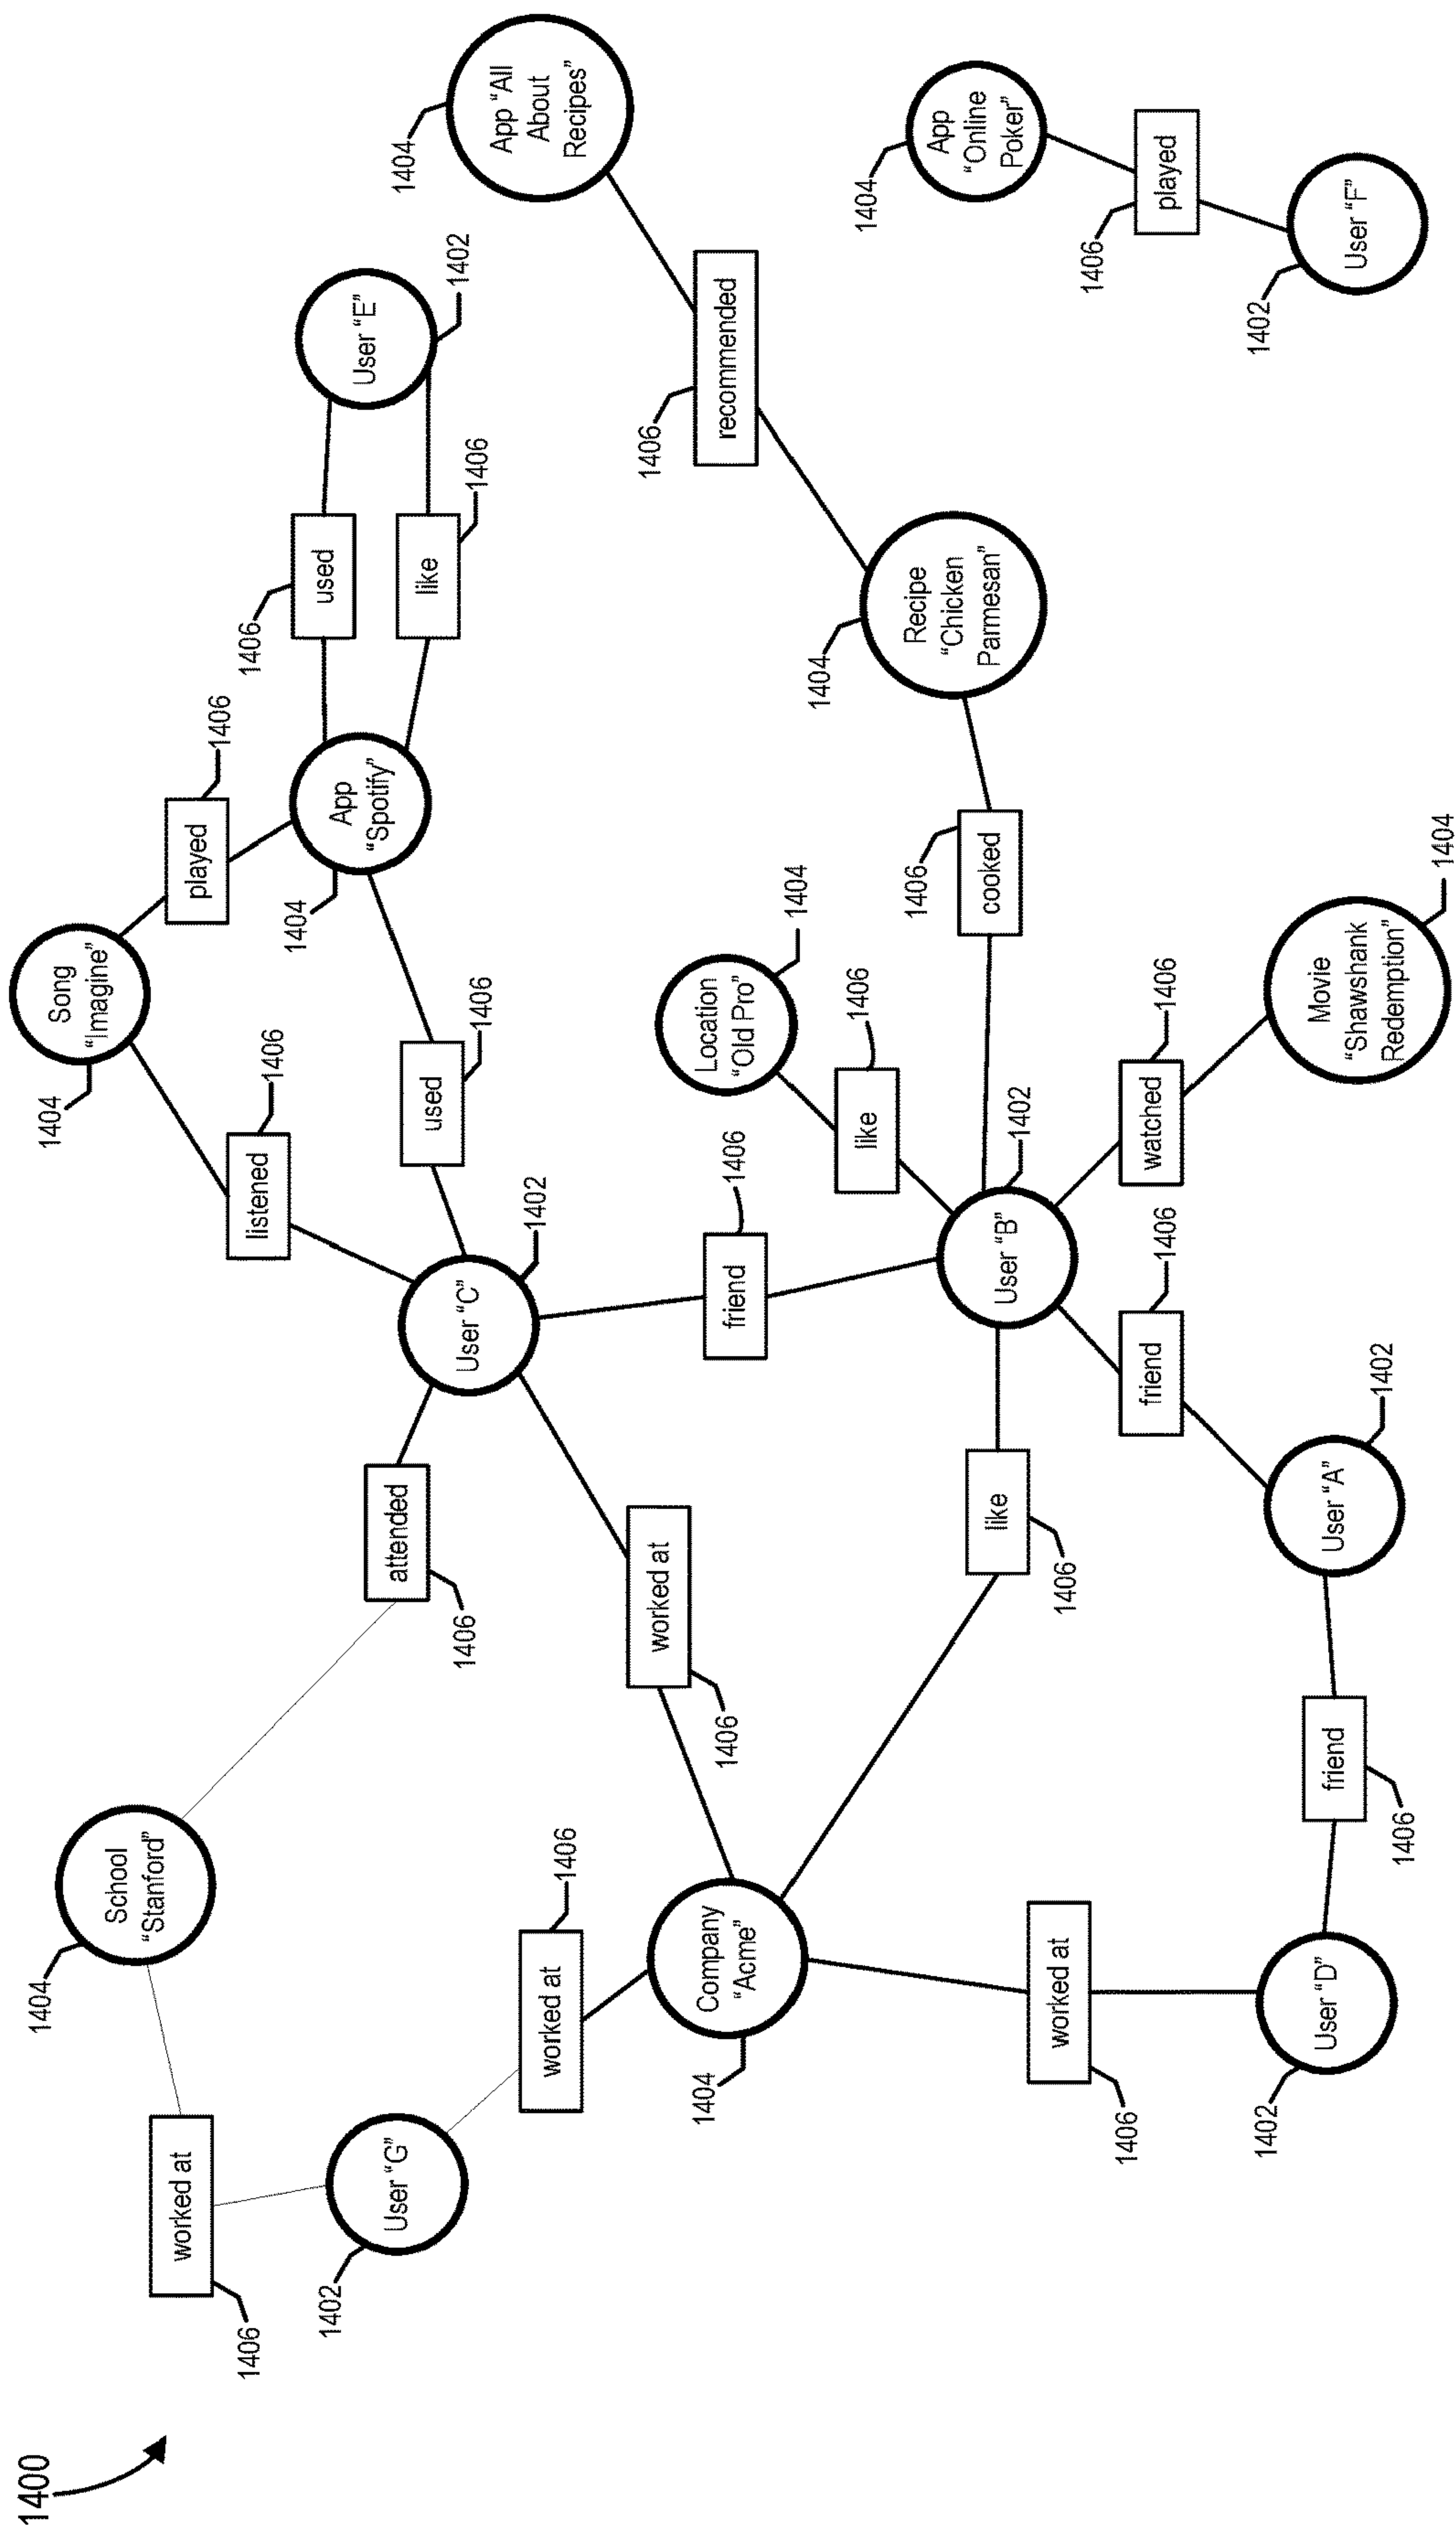 1400
1404
School
“Stanford”
1404
Song
“Imagine”
worked at
1406
played
1406
listened
1406
1406
used
User “E”
1402
1404
App
“Spotify”
1402
User “G”
attended
1406
like
1406
used
1406
User “C”
1402
1404
App “All
About
Recipes”
worked at
1406
worked at
1406
1406
recommended
friend
1406
Company
“Acme”
1404
Location
“Old Pro”
1404
like
1406
1404
Recipe
“Chicken
Parmesan”
1406
cooked
1404
App
“Online
Poker”
like
1406
User “B”
1402
worked at
1406
friend
1406
watched
1406
1406
played
1402
User “D”
friend
1406
User “A”
1402
Movie
“Shawshank
Redemption”
1404
1402
User “F”